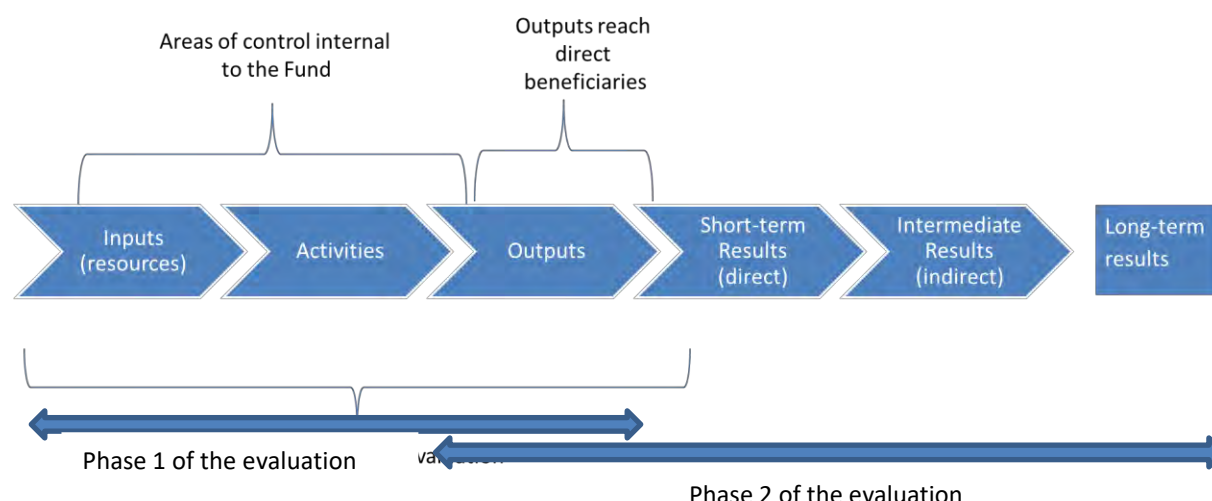 Areas of control internal
to the Fund
Outputs reach
direct
beneficiaries
Inputs
(resources)
Activities
Outputs
Short-term
Results
(direct)
Intermediate
Results
(indirect)
Long-term
results
Phase 1 of the evaluation
Phase 2 of the evaluation